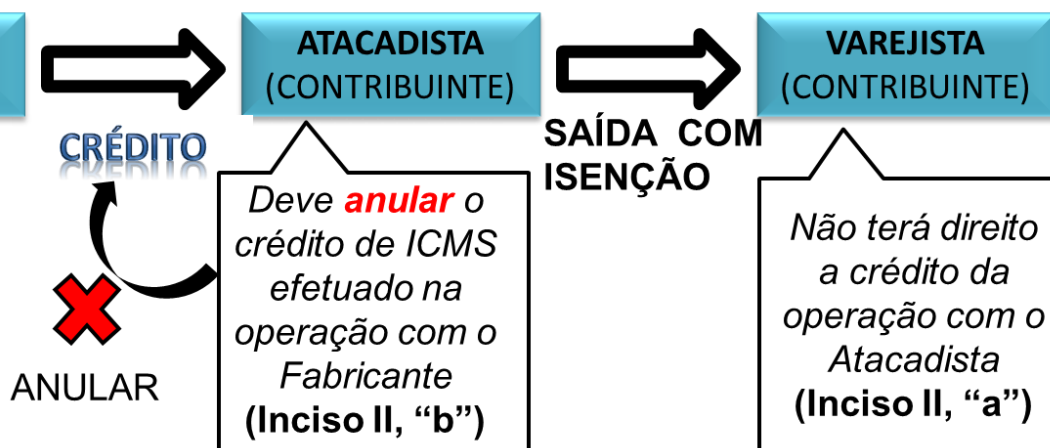 ATACADISTA
(CONTRIBUINTE)
VAREJISTA
(CONTRIBUINTE)
CRÉDITO
SAÍDA COM
ISENÇÃO
Deve anular o
crédito de ICMS
efetuado na
operação com o
Fabricante
(Inciso II, “b”)
Não terá direito
a crédito da
operação com o
Atacadista
(Inciso II, “a”)
ANULAR